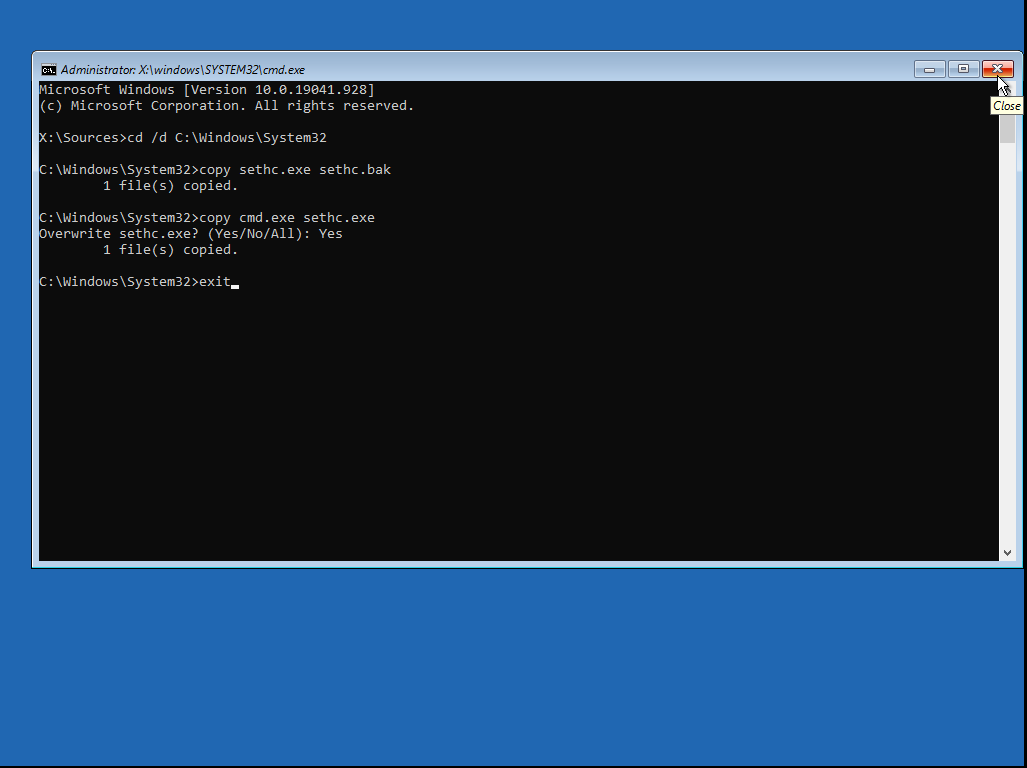 Administrator: X:\windows\SYSTEM32\cmd.exe
Microsoft Windows [Version 10.0.19041.928]
(c) Microsoft Corporation. All rights reserved.
Close
X:\Sources>cd /d C:\Windows\System32
C:\Windows\System32>copy sethc.exe sethc.bak
1 file(s) copied.
C:\Windows\System32>copy cmd.exe sethc.exe
Overwrite sethc.exe? (Yes/No/All): Yes
1 file(s) copied.
C:\Windows\System32>exit